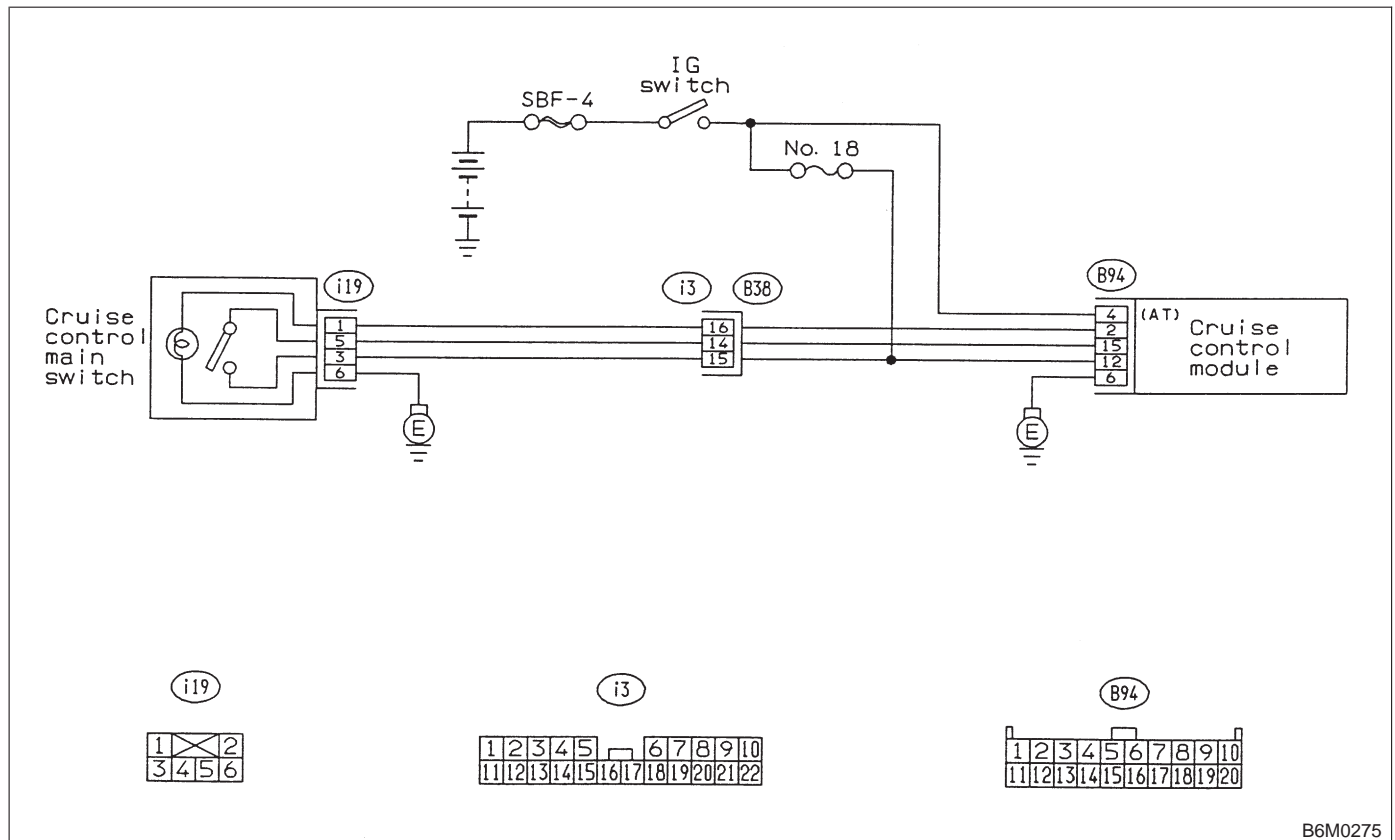 IG
switch
SBF-4
No. 18
i19
i3
B38
B94
Cruise
control
main
switch
1
5
3
6
16
14
15
4
2
15
12
6
(AT)
Cruise
control
module
E
E
i19
i3
B94
1 2
3 4 5 6
1 2 3 4 5 6 7 8 9 10
11 12 13 14 15 16 17 18 19 20 21 22
1 2 3 4 5 6 7 8 9 10
11 12 13 14 15 16 17 18 19 20
B6M0275